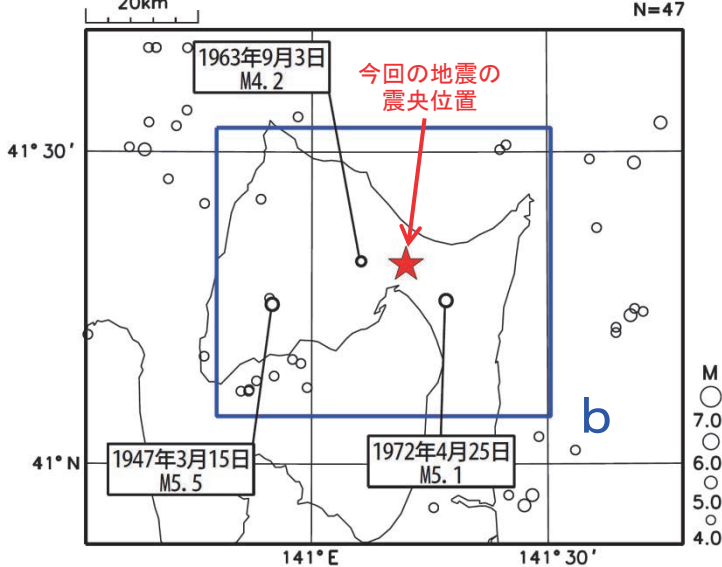 20km
N=47
1963年9月3日
M4.2
今回の地震の
震央位置
41°30′
b
M
7.0
6.0
5.0
4.0
1947年3月15日
M5.5
1972年4月25日
M5.1
41°N
141°E
141°30′